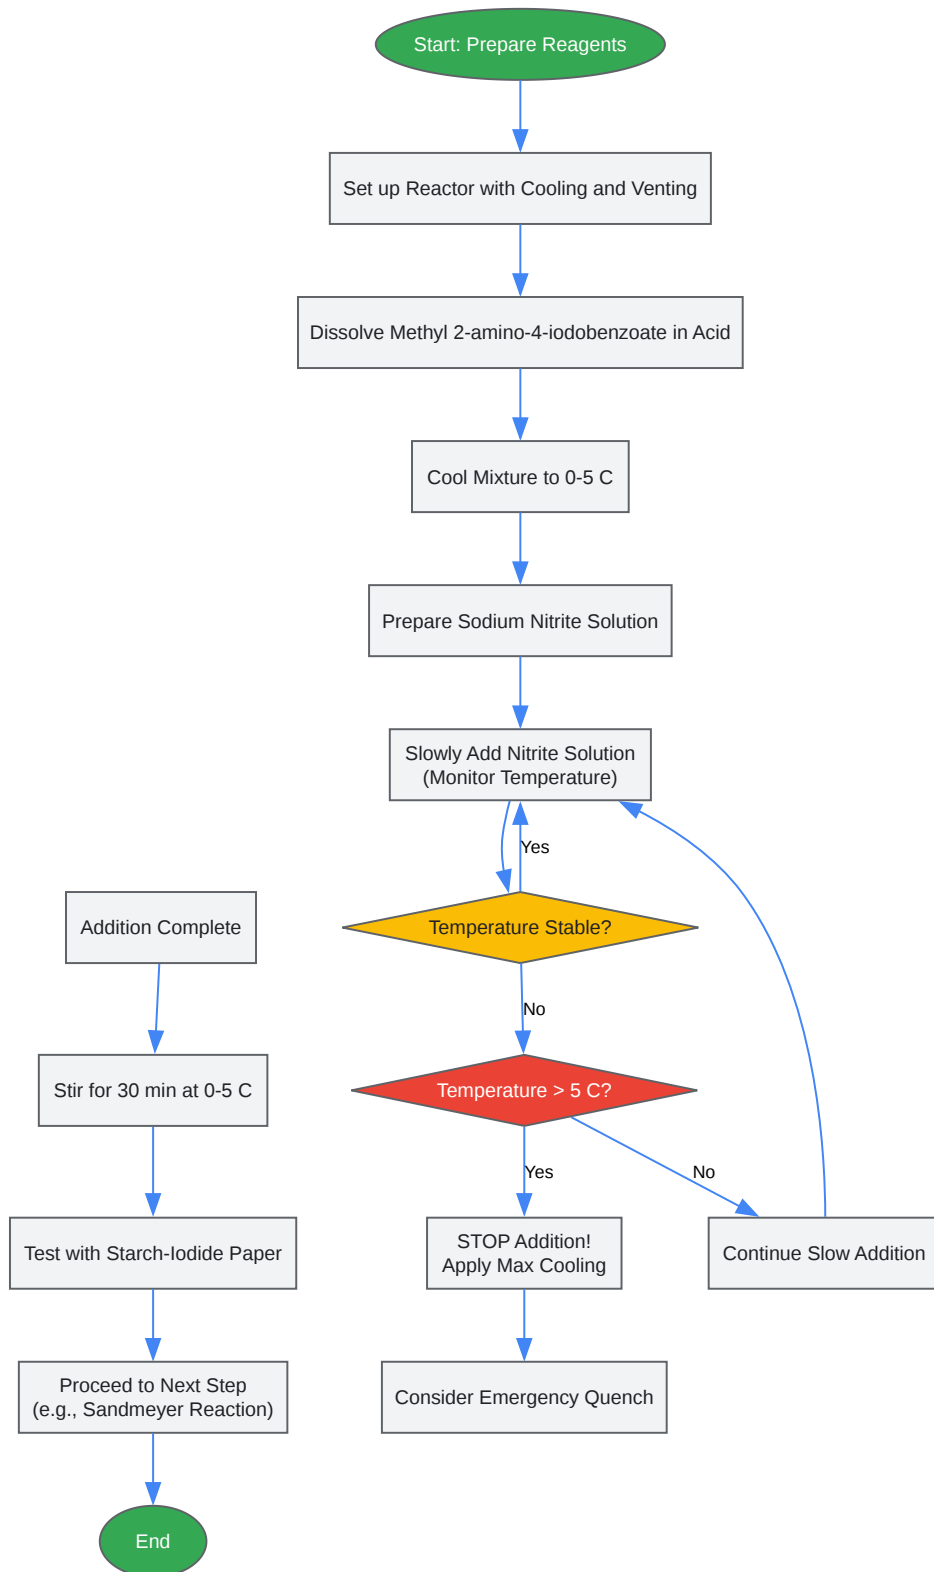 Start: Prepare Reagents
Set up Reactor with Cooling and Venting
Dissolve Methyl 2-amino-4-iodobenzoate in Acid
Cool Mixture to 0-5 C
Prepare Sodium Nitrite Solution
Slowly Add Nitrite Solution
(Monitor Temperature)
Yes
Addition Complete
Temperature Stable?
No
Stir for 30 min at 0-5 C
Temperature > 5 C?
Yes
No
Test with Starch-Iodide Paper
STOP Addition!
Apply Max Cooling
Continue Slow Addition
Proceed to Next Step
(e.g., Sandmeyer Reaction)
Consider Emergency Quench
End